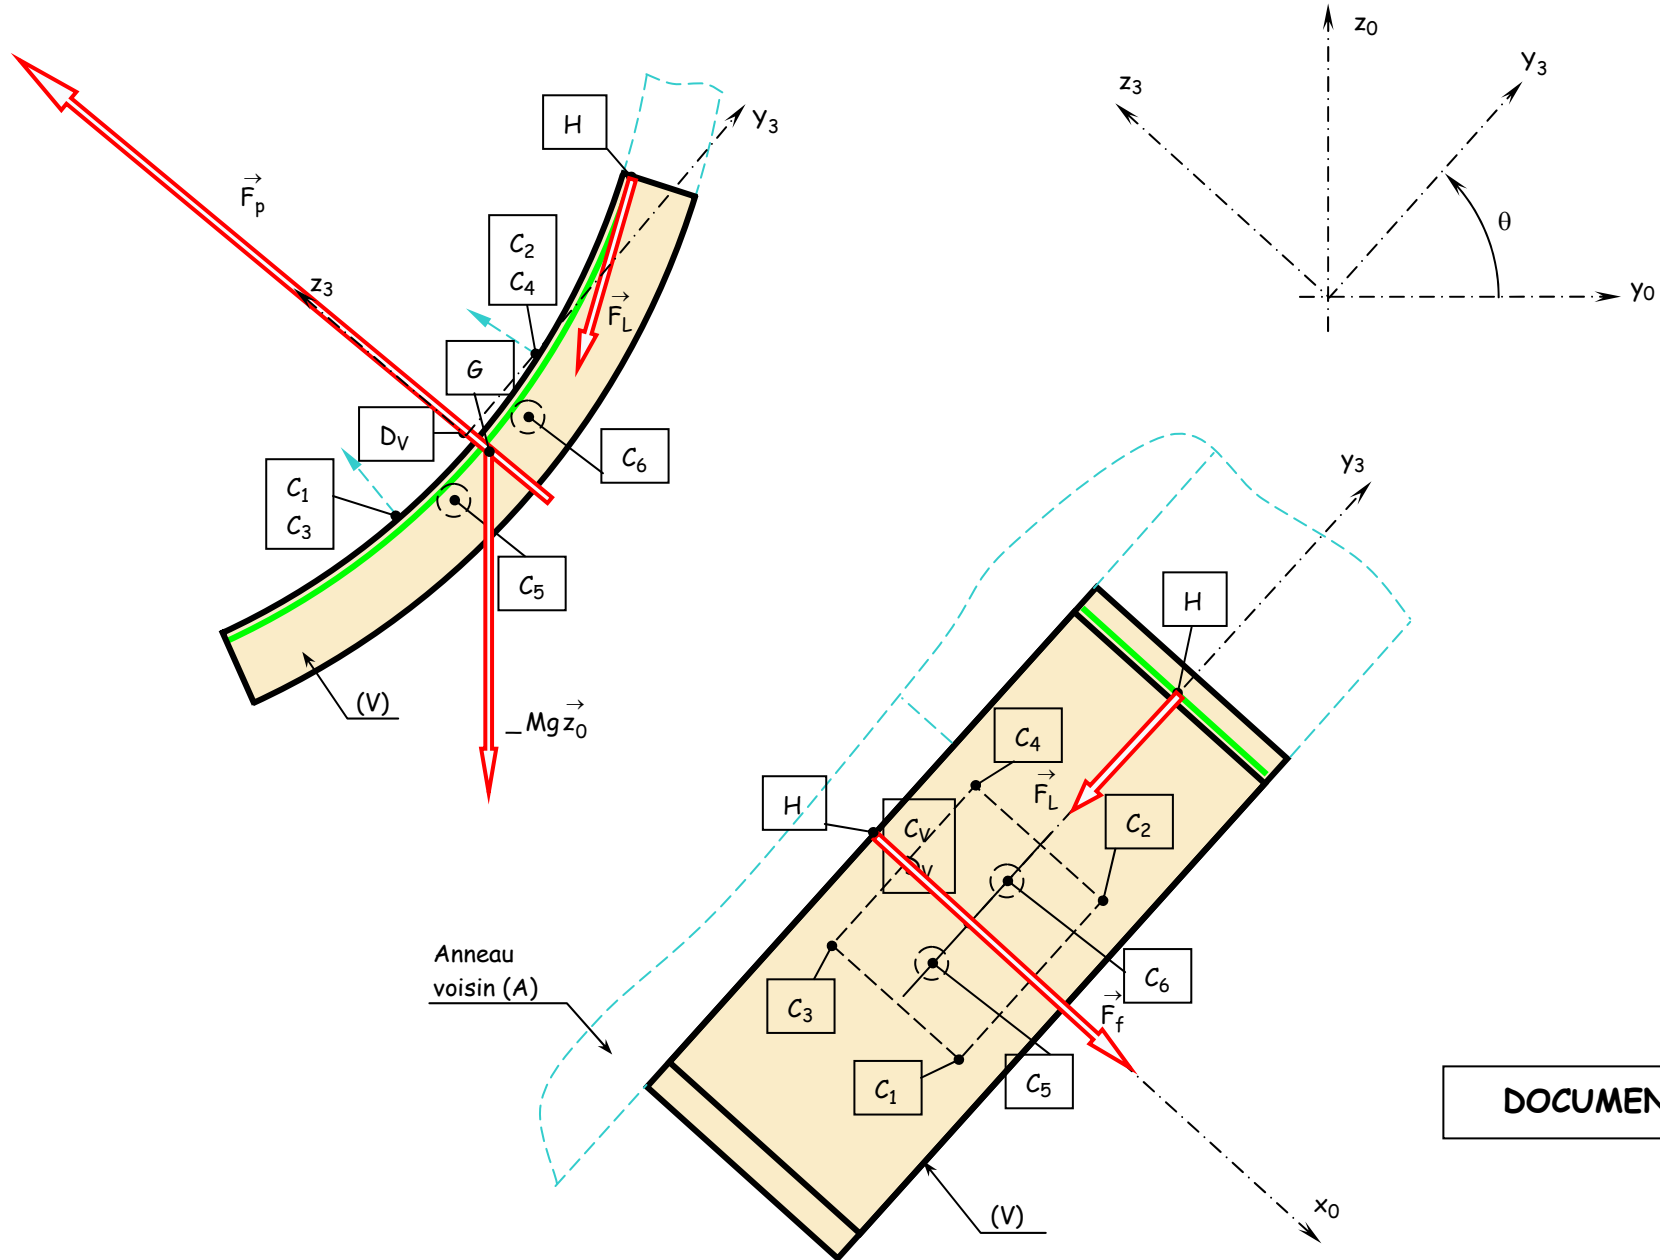 z0
y3
z3
θ
y0
H
y3
Fp
C2
C4
z3
FL
G
DV
C6
C1
C3
C5
(V)
_Mg z0
y3
H
C4
FL
H
CV
DV
C2
C6
Anneau
voisin (A)
C3
Ff
C1
C5
DOCUMEN
(V)
x0